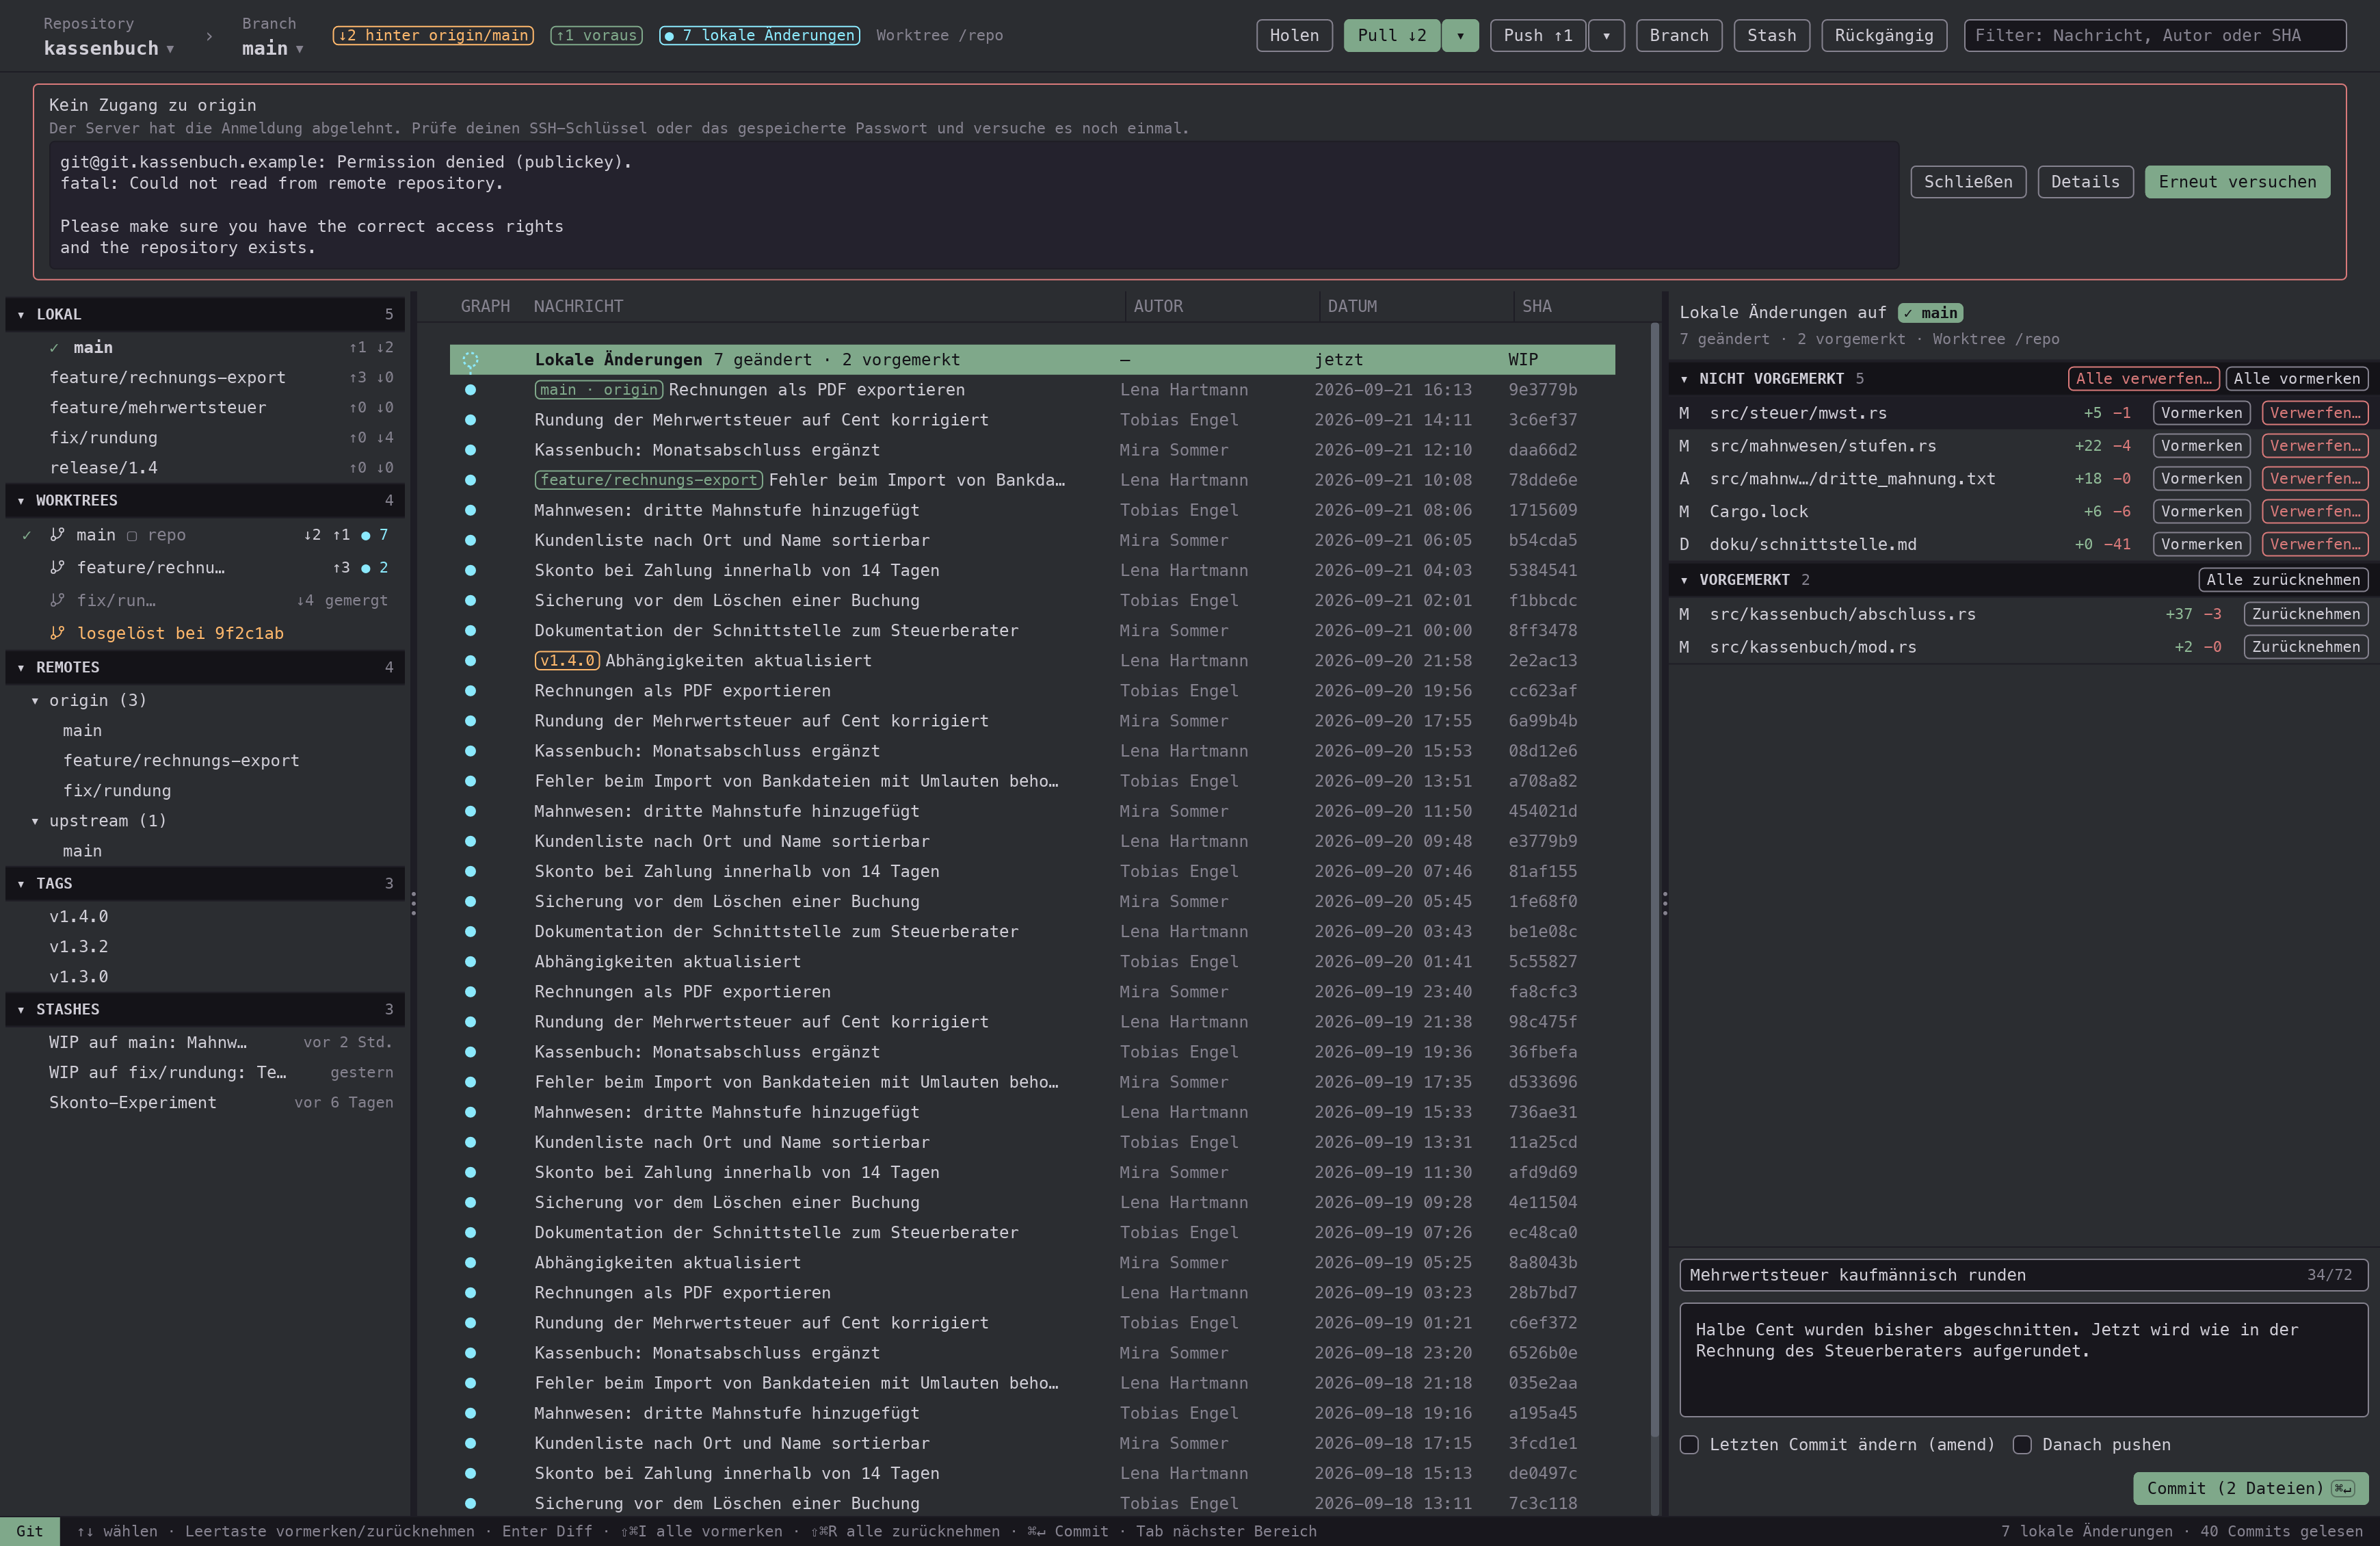 Repository
kassenbuch ▾
›
Branch
main ▾
↓2 hinter origin/main ↑1 voraus ● 7 lokale Änderungen Worktree /repo
Holen Pull ↓2 ▾ Push ↑1 ▾ Branch Stash Rückgängig Filter: Nachricht, Autor oder SHA
Kein Zugang zu origin
Der Server hat die Anmeldung abgelehnt. Prüfe deinen SSH-Schlüssel oder das gespeicherte Passwort und versuche es noch einmal.
git@git.kassenbuch.example: Permission denied (publickey).
fatal: Could not read from remote repository.
Please make sure you have the correct access rights
and the repository exists.
Schließen Details Erneut versuchen
▾ LOKAL 5
✓ main ↑1 ↓2
feature/rechnungs-export ↑3 ↓0
feature/mehrwertsteuer ↑0 ↓0
fix/rundung ↑0 ↓4
release/1.4 ↑0 ↓0
▾ WORKTREES 4
✓ main ▢ repo ↓2 ↑1 ● 7
feature/rechnu… ↑3 ● 2
fix/run… ↓4 gemergt
losgelöst bei 9f2c1ab
▾ REMOTES 4
▾ origin (3)
main
feature/rechnungs-export
fix/rundung
▾ upstream (1)
main
▾ TAGS 3
v1.4.0
v1.3.2
v1.3.0
▾ STASHES 3
WIP auf main: Mahnw… vor 2 Std.
WIP auf fix/rundung: Te… gestern
Skonto-Experiment vor 6 Tagen
GRAPH NACHRICHT AUTOR DATUM SHA
Lokale Änderungen 7 geändert · 2 vorgemerkt — jetzt WIP
main · origin Rechnungen als PDF exportieren Lena Hartmann 2026-09-21 16:13 9e3779b
Rundung der Mehrwertsteuer auf Cent korrigiert Tobias Engel 2026-09-21 14:11 3c6ef37
Kassenbuch: Monatsabschluss ergänzt Mira Sommer 2026-09-21 12:10 daa66d2
feature/rechnungs-export Fehler beim Import von Bankda… Lena Hartmann 2026-09-21 10:08 78dde6e
Mahnwesen: dritte Mahnstufe hinzugefügt Tobias Engel 2026-09-21 08:06 1715609
Kundenliste nach Ort und Name sortierbar Mira Sommer 2026-09-21 06:05 b54cda5
Skonto bei Zahlung innerhalb von 14 Tagen Lena Hartmann 2026-09-21 04:03 5384541
Sicherung vor dem Löschen einer Buchung Tobias Engel 2026-09-21 02:01 f1bbcdc
Dokumentation der Schnittstelle zum Steuerberater Mira Sommer 2026-09-21 00:00 8ff3478
v1.4.0 Abhängigkeiten aktualisiert Lena Hartmann 2026-09-20 21:58 2e2ac13
Rechnungen als PDF exportieren Tobias Engel 2026-09-20 19:56 cc623af
Rundung der Mehrwertsteuer auf Cent korrigiert Mira Sommer 2026-09-20 17:55 6a99b4b
Kassenbuch: Monatsabschluss ergänzt Lena Hartmann 2026-09-20 15:53 08d12e6
Fehler beim Import von Bankdateien mit Umlauten beho… Tobias Engel 2026-09-20 13:51 a708a82
Mahnwesen: dritte Mahnstufe hinzugefügt Mira Sommer 2026-09-20 11:50 454021d
Kundenliste nach Ort und Name sortierbar Lena Hartmann 2026-09-20 09:48 e3779b9
Skonto bei Zahlung innerhalb von 14 Tagen Tobias Engel 2026-09-20 07:46 81af155
Sicherung vor dem Löschen einer Buchung Mira Sommer 2026-09-20 05:45 1fe68f0
Dokumentation der Schnittstelle zum Steuerberater Lena Hartmann 2026-09-20 03:43 be1e08c
Abhängigkeiten aktualisiert Tobias Engel 2026-09-20 01:41 5c55827
Rechnungen als PDF exportieren Mira Sommer 2026-09-19 23:40 fa8cfc3
Rundung der Mehrwertsteuer auf Cent korrigiert Lena Hartmann 2026-09-19 21:38 98c475f
Kassenbuch: Monatsabschluss ergänzt Tobias Engel 2026-09-19 19:36 36fbefa
Fehler beim Import von Bankdateien mit Umlauten beho… Mira Sommer 2026-09-19 17:35 d533696
Mahnwesen: dritte Mahnstufe hinzugefügt Lena Hartmann 2026-09-19 15:33 736ae31
Kundenliste nach Ort und Name sortierbar Tobias Engel 2026-09-19 13:31 11a25cd
Skonto bei Zahlung innerhalb von 14 Tagen Mira Sommer 2026-09-19 11:30 afd9d69
Sicherung vor dem Löschen einer Buchung Lena Hartmann 2026-09-19 09:28 4e11504
Dokumentation der Schnittstelle zum Steuerberater Tobias Engel 2026-09-19 07:26 ec48ca0
Abhängigkeiten aktualisiert Mira Sommer 2026-09-19 05:25 8a8043b
Rechnungen als PDF exportieren Lena Hartmann 2026-09-19 03:23 28b7bd7
Rundung der Mehrwertsteuer auf Cent korrigiert Tobias Engel 2026-09-19 01:21 c6ef372
Kassenbuch: Monatsabschluss ergänzt Mira Sommer 2026-09-18 23:20 6526b0e
Fehler beim Import von Bankdateien mit Umlauten beho… Lena Hartmann 2026-09-18 21:18 035e2aa
Mahnwesen: dritte Mahnstufe hinzugefügt Tobias Engel 2026-09-18 19:16 a195a45
Kundenliste nach Ort und Name sortierbar Mira Sommer 2026-09-18 17:15 3fcd1e1
Skonto bei Zahlung innerhalb von 14 Tagen Lena Hartmann 2026-09-18 15:13 de0497c
Sicherung vor dem Löschen einer Buchung Tobias Engel 2026-09-18 13:11 7c3c118
Lokale Änderungen auf ✓ main
7 geändert · 2 vorgemerkt · Worktree /repo
▾ NICHT VORGEMERKT 5 Alle verwerfen… Alle vormerken
M src/steuer/mwst.rs +5 −1 Vormerken Verwerfen…
M src/mahnwesen/stufen.rs +22 −4 Vormerken Verwerfen…
A src/mahnw…/dritte_mahnung.txt +18 −0 Vormerken Verwerfen…
M Cargo.lock +6 −6 Vormerken Verwerfen…
D doku/schnittstelle.md +0 −41 Vormerken Verwerfen…
▾ VORGEMERKT 2 Alle zurücknehmen
M src/kassenbuch/abschluss.rs +37 −3 Zurücknehmen
M src/kassenbuch/mod.rs +2 −0 Zurücknehmen
Mehrwertsteuer kaufmännisch runden 34/72
Halbe Cent wurden bisher abgeschnitten. Jetzt wird wie in der
Rechnung des Steuerberaters aufgerundet.
Letzten Commit ändern (amend) Danach pushen
Commit (2 Dateien) ⌘↵
Git ↑↓ wählen · Leertaste vormerken/zurücknehmen · Enter Diff · ⇧⌘I alle vormerken · ⇧⌘R alle zurücknehmen · ⌘↵ Commit · Tab nächster Bereich
7 lokale Änderungen · 40 Commits gelesen